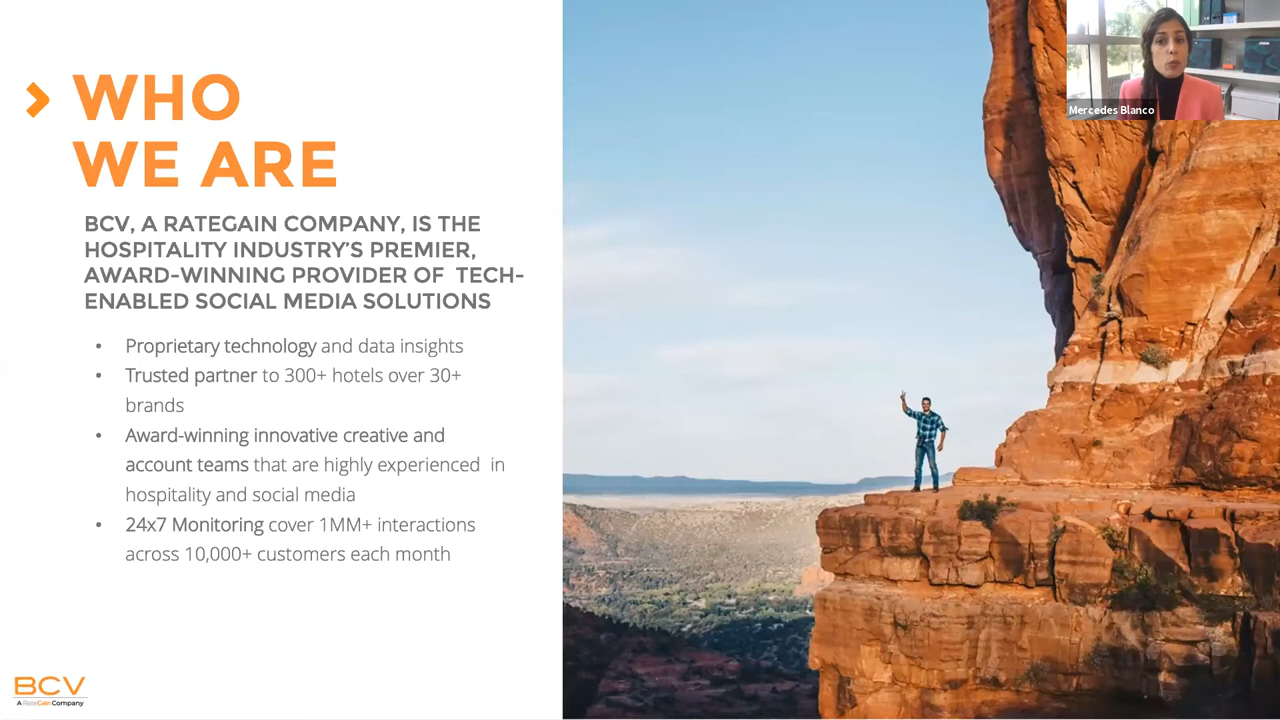 WHO
WE ARE
BCV, A RATEGAIN COMPANY, IS THE
HOSPITALITY INDUSTRY'S PREMIER,
AWARD-WINNING PROVIDER OF TECH-
ENABLED SOCIAL MEDIA SOLUTIONS
• Proprietary technology and data insights
• Trusted partner to 300+ hotels over 30+
brands
• Award-winning innovative creative and
account teams that are highly experienced in
hospitality and social media
• 24x7 Monitoring cover 1MM+ interactions
across 10,000+ customers each month
BCV
A RateGain Company
Mercedes Blanco